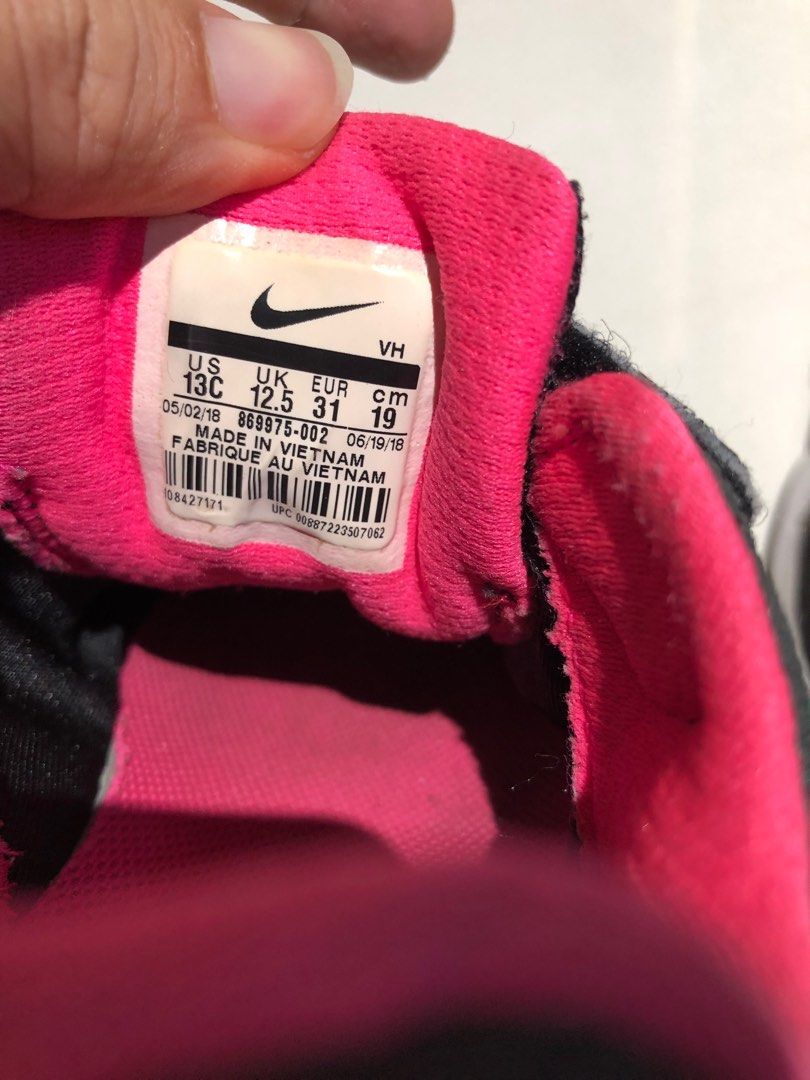 VH
US UK EUR cm
13C 12.5 31 19
05/02/18 869975-002 06/19/18
MADE IN VIETNAM
FABRIQUE AU VIETNAM
108427171 UPC 00887223507062